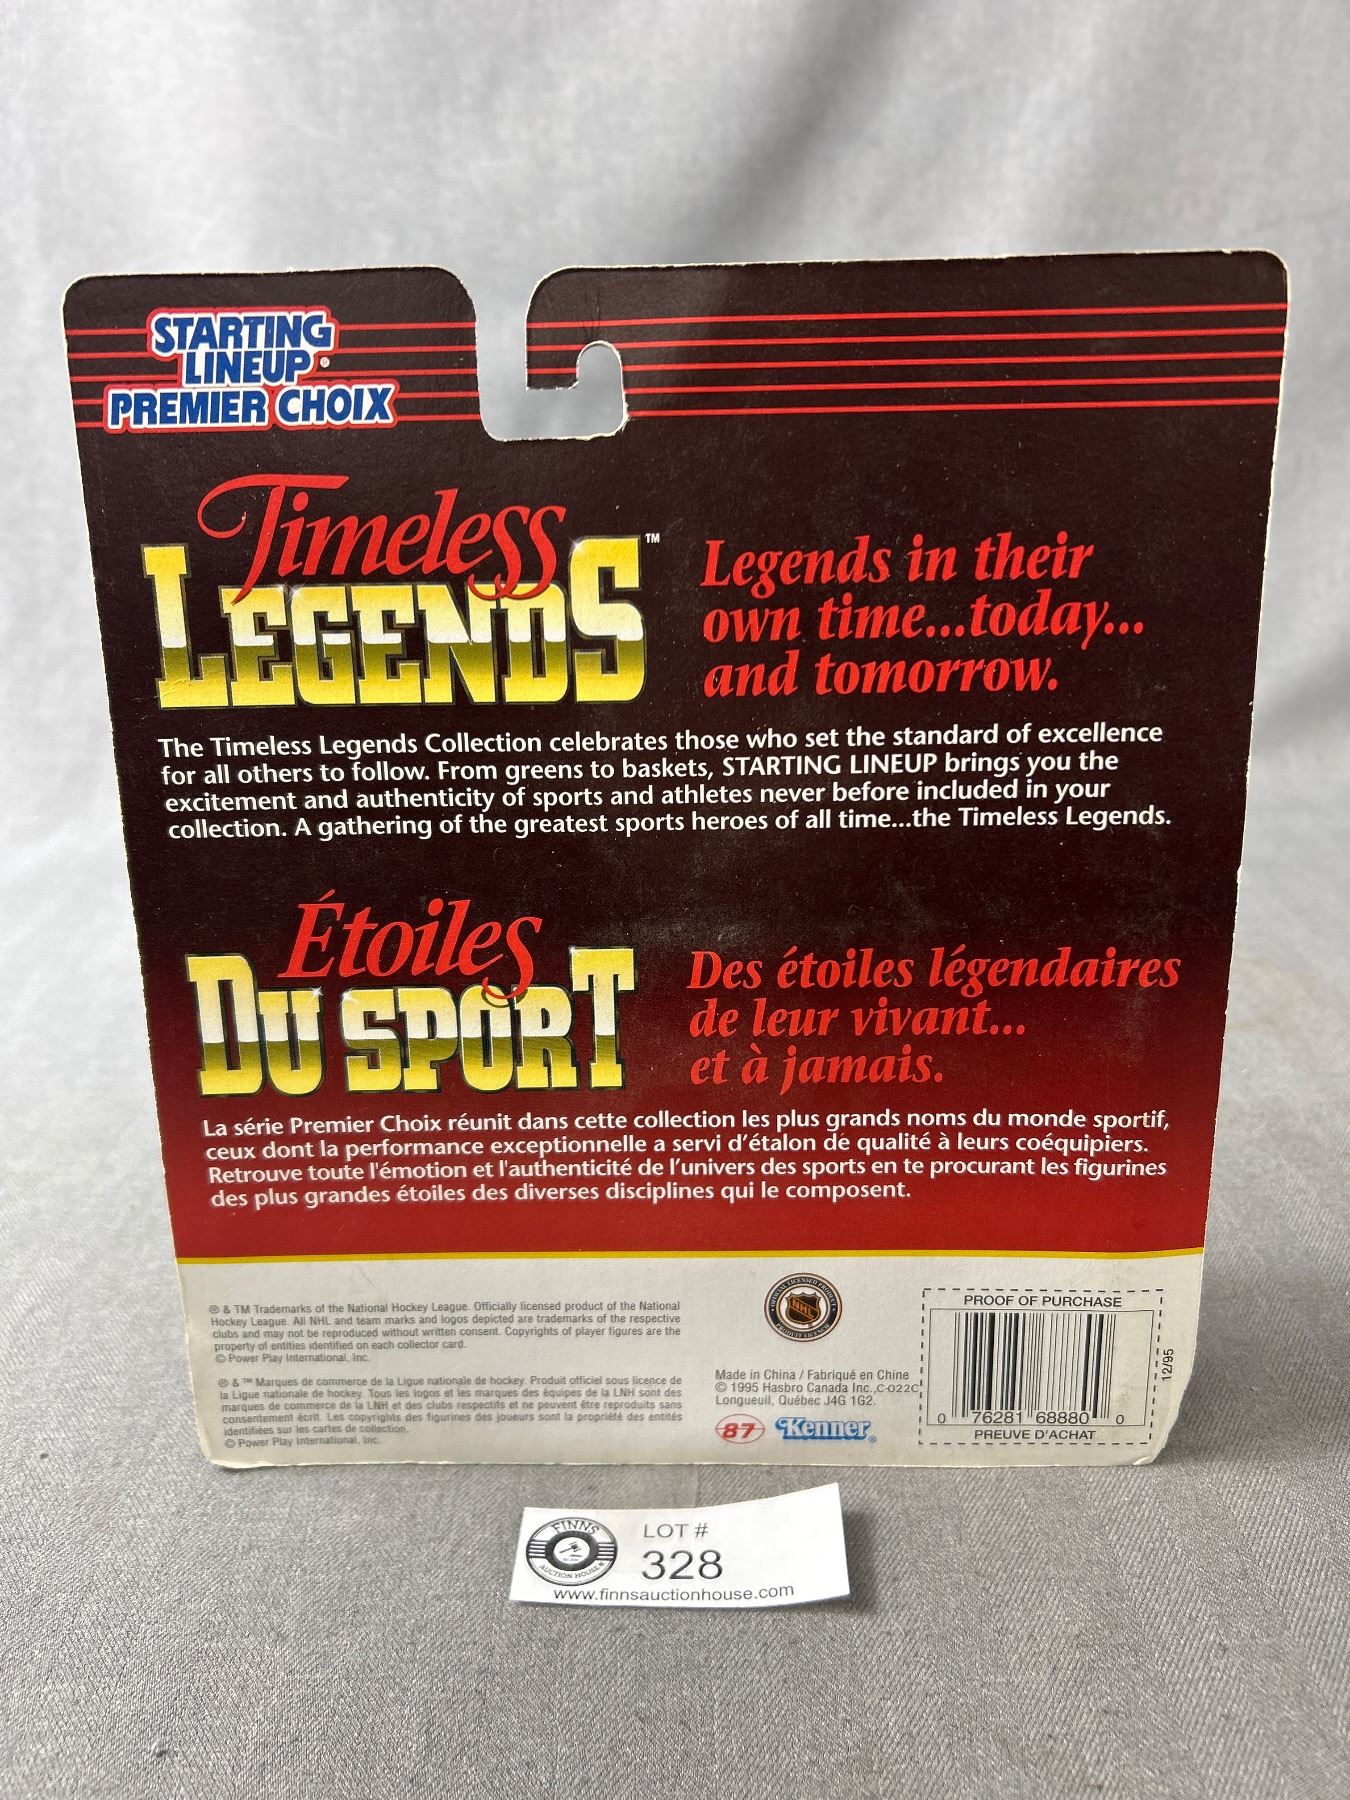 STARTING
LINEUP®
PREMIER CHOIX
Timeless
LEGENDS™
Legends in their
own time...today...
and tomorrow.
The Timeless Legends Collection celebrates those who set the standard of excellence
for all others to follow. From greens to baskets, STARTING LINEUP brings you the
excitement and authenticity of sports and athletes never before included in your
collection. A gathering of the greatest sports heroes of all time...the Timeless Legends.
Étoiles
DU SPORT
Des étoiles légendaires
de leur vivant...
et à jamais.
La série Premier Choix réunit dans cette collection les plus grands noms du monde sportif,
ceux dont la performance exceptionnelle a servi d'étalon de qualité à leurs coéquipiers.
Retrouve toute l'émotion et l'authenticité de l'univers des sports en te procurant les figurines
des plus grandes étoiles des diverses disciplines qui le composent.
® & TM Trademarks of the National Hockey League. Officially licensed product of the National
Hockey League. All NHL and team marks and logos depicted are trademarks of the respective
clubs and may not be reproduced without written consent. Copyrights of player figures are the
property of entities identified on each collector card.
© Power Play International, Inc.
® & ™ Marques de commerce de la Ligue nationale de hockey. Produit officiel sous licence de
la Ligue nationale de hockey. Tous les logos et les marques des équipes de la LNH sont des
marques de commerce de la LNH et des clubs respectifs et ne peuvent être reproduits sans
consentement écrit. Les copyrights des figurines des joueurs sont la propriété des entités
identifiées sur les cartes de collection.
© Power Play International, Inc.
NHL
Made in China / Fabriqué en Chine
© 1995 Hasbro Canada Inc., C-022C
Longueuil, Québec J4G 1G2.
87 Kenner®
PROOF OF PURCHASE
0 76281 68880 0
PREUVE D'ACHAT
12/95
FINNS
AUCTION HOUSE
LOT #
328
www.finnsauctionhouse.com